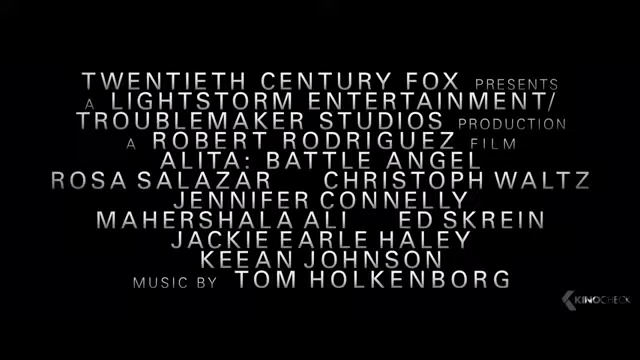 TWENTIETH CENTURY FOX PRESENTS
A LIGHTSTORM ENTERTAINMENT/
TROUBLEMAKER STUDIOS PRODUCTION
A ROBERT RODRIGUEZ FILM
ALITA: BATTLE ANGEL
ROSA SALAZAR CHRISTOPH WALTZ
JENNIFER CONNELLY
MAHERSHALA ALI ED SKREIN
JACKIE EARLE HALEY
KEEAN JOHNSON
MUSIC BY TOM HOLKENBORG
KINOCHECK